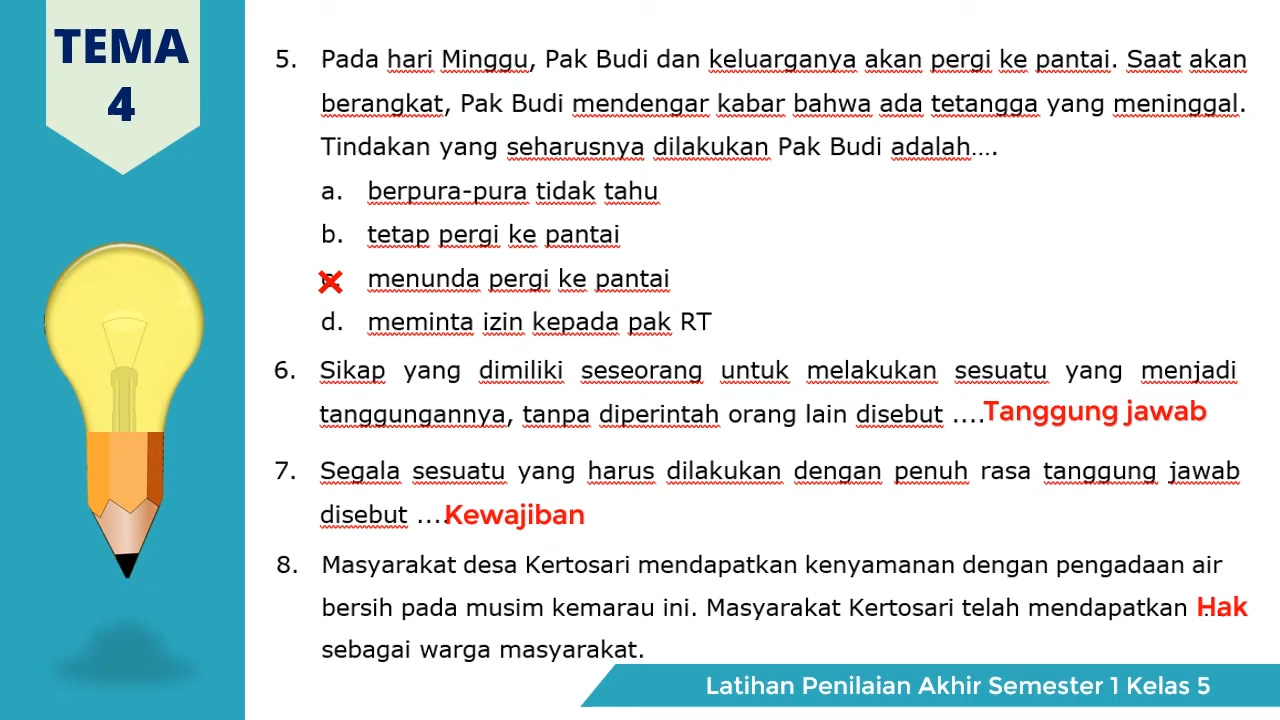 TEMA
4
5. Pada hari Minggu, Pak Budi dan keluarganya akan pergi ke pantai. Saat akan
berangkat, Pak Budi mendengar kabar bahwa ada tetangga yang meninggal.
Tindakan yang seharusnya dilakukan Pak Budi adalah....
a. berpura-pura tidak tahu
b. tetap pergi ke pantai
c. menunda pergi ke pantai
d. meminta izin kepada pak RT
6. Sikap yang dimiliki seseorang untuk melakukan sesuatu yang menjadi
tanggungannya, tanpa diperintah orang lain disebut ....Tanggung jawab
7. Segala sesuatu yang harus dilakukan dengan penuh rasa tanggung jawab
disebut ....Kewajiban
8. Masyarakat desa Kertosari mendapatkan kenyamanan dengan pengadaan air
bersih pada musim kemarau ini. Masyarakat Kertosari telah mendapatkan Hak
sebagai warga masyarakat.
Latihan Penilaian Akhir Semester 1 Kelas 5